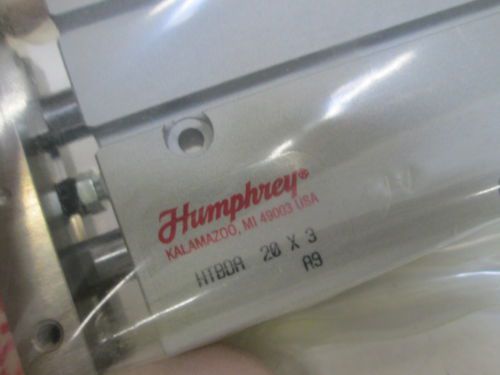 Humphrey®
KALAMAZOO, MI 49003 USA
HTBDA 20 X 3
A9